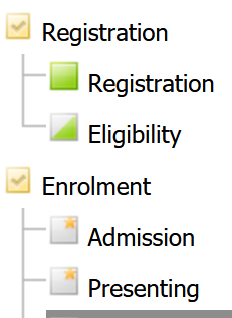 Registration
Registration
Eligibility
Enrolment
Admission
Presenting